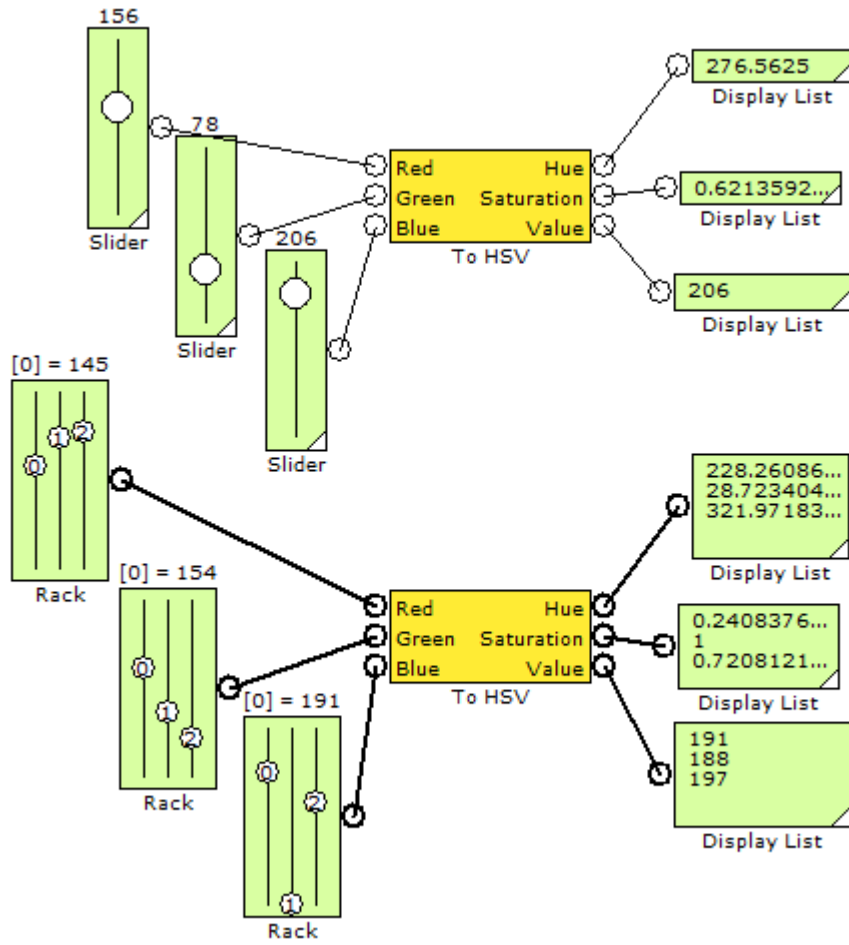 156
Slider
78
Slider
206
Slider
Red Hue
Green Saturation
Blue Value
To HSV
276.5625
Display List
0.6213592...
Display List
206
Display List
[0] = 145
0 1 2
Rack
[0] = 154
0
1
2
Rack
[0] = 191
0
2
1
Rack
Red Hue
Green Saturation
Blue Value
To HSV
228.26086...
28.723404...
321.97183...
Display List
0.2408376...
1
0.7208121...
Display List
191
188
197
Display List